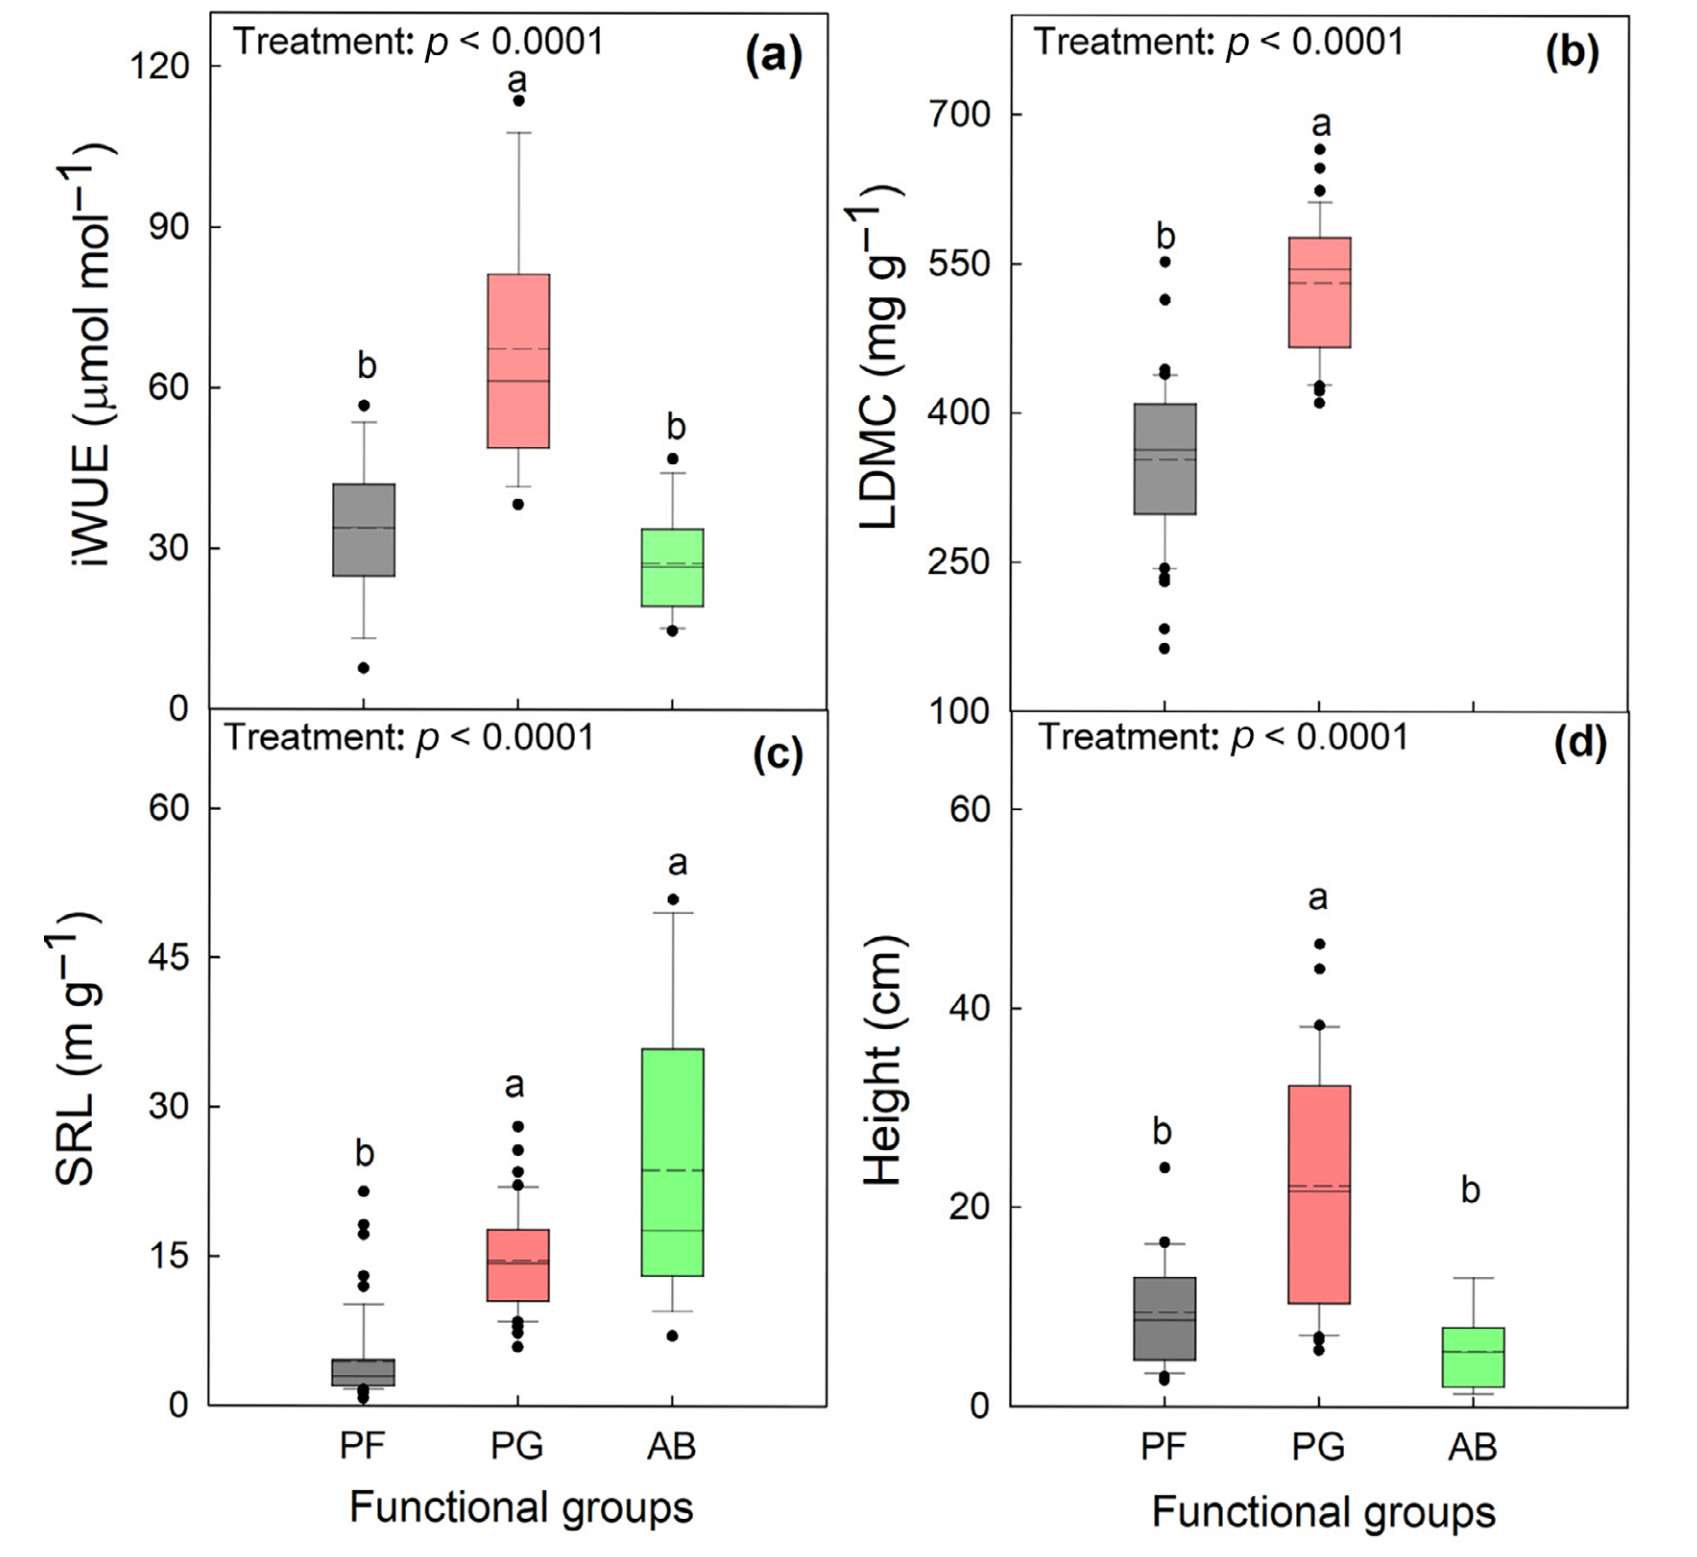 Treatment: p < 0.0001
(a)
iWUE (μmol mol−1)
120
90
60
30
0
b
a
b
Treatment: p < 0.0001
(b)
LDMC (mg g−1)
700
550
400
250
100
b
a
Treatment: p < 0.0001
(c)
SRL (m g−1)
60
45
30
15
0
b
a
a
PF PG AB
Functional groups
Treatment: p < 0.0001
(d)
Height (cm)
60
40
20
0
b
a
b
PF PG AB
Functional groups